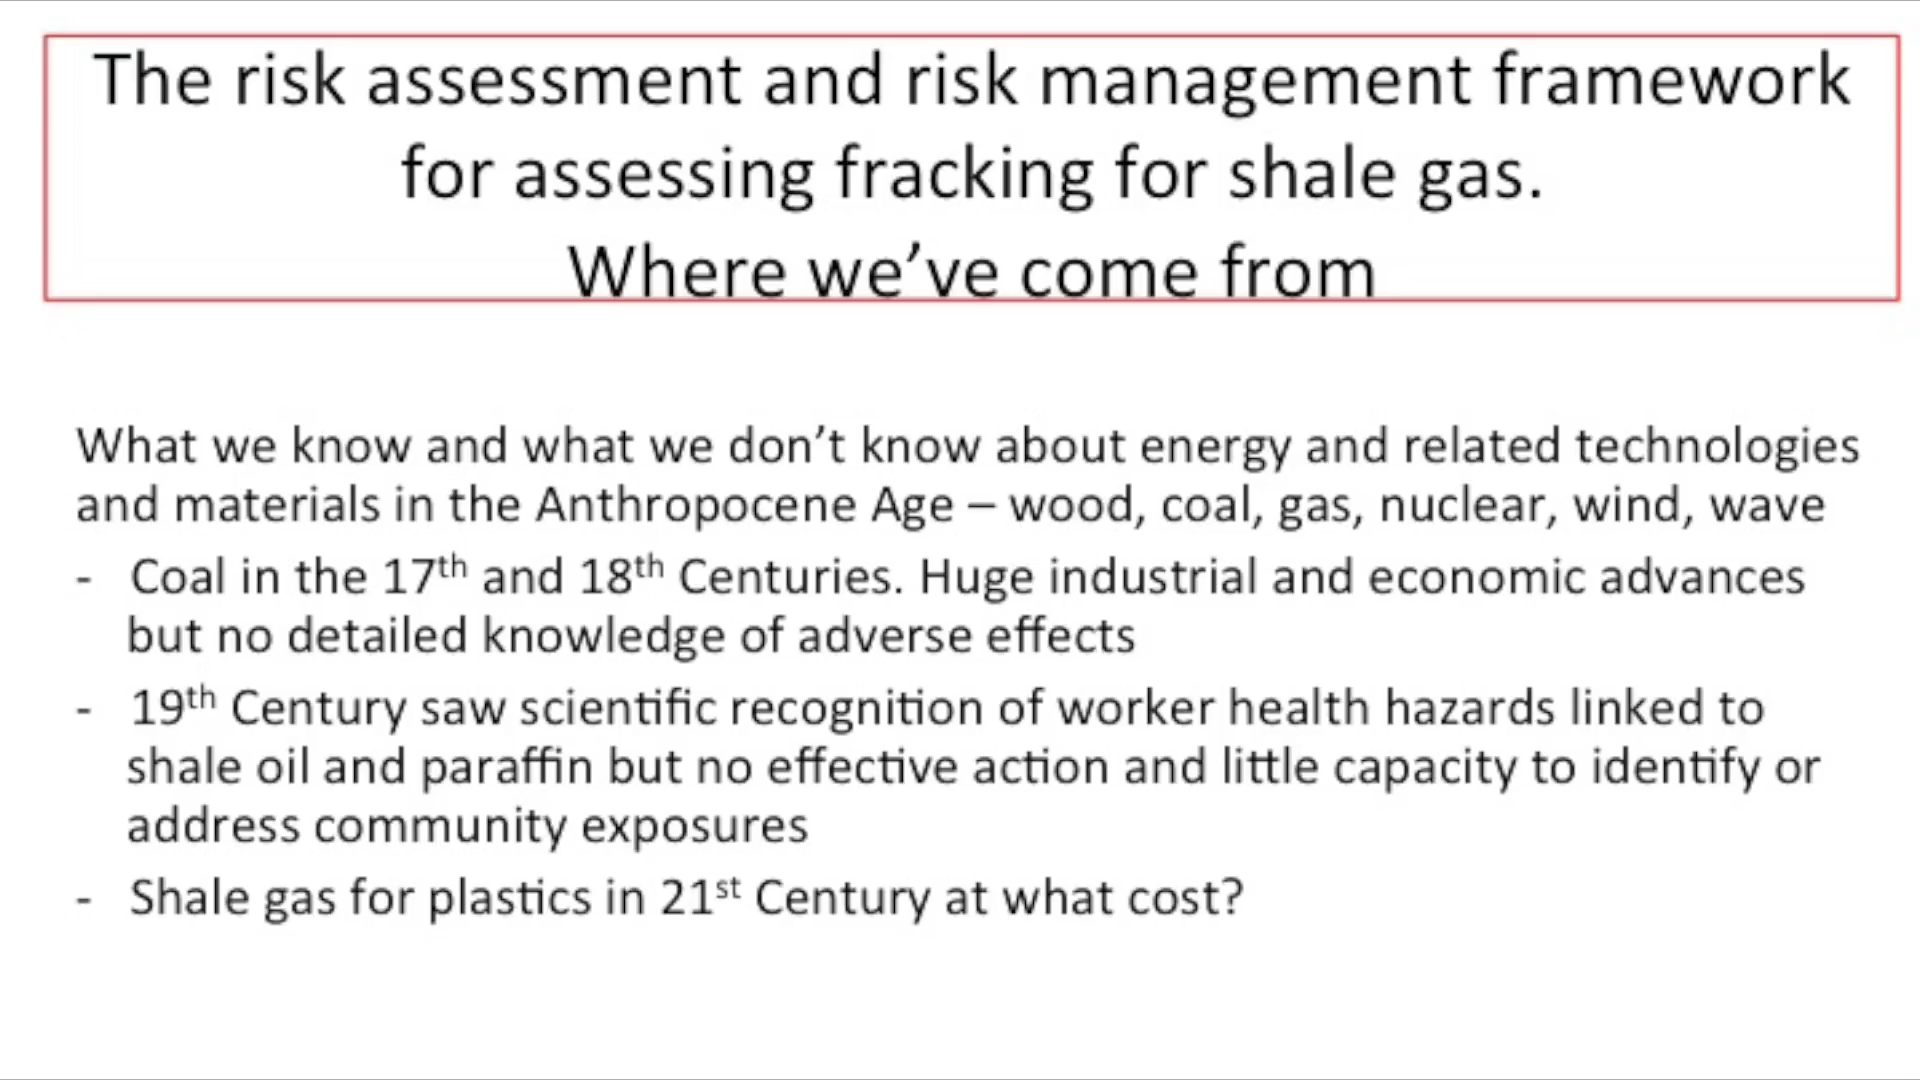 The risk assessment and risk management framework
for assessing fracking for shale gas.
Where we’ve come from
What we know and what we don’t know about energy and related technologies
and materials in the Anthropocene Age – wood, coal, gas, nuclear, wind, wave
- Coal in the 17th and 18th Centuries. Huge industrial and economic advances
but no detailed knowledge of adverse effects
- 19th Century saw scientific recognition of worker health hazards linked to
shale oil and paraffin but no effective action and little capacity to identify or
address community exposures
- Shale gas for plastics in 21st Century at what cost?